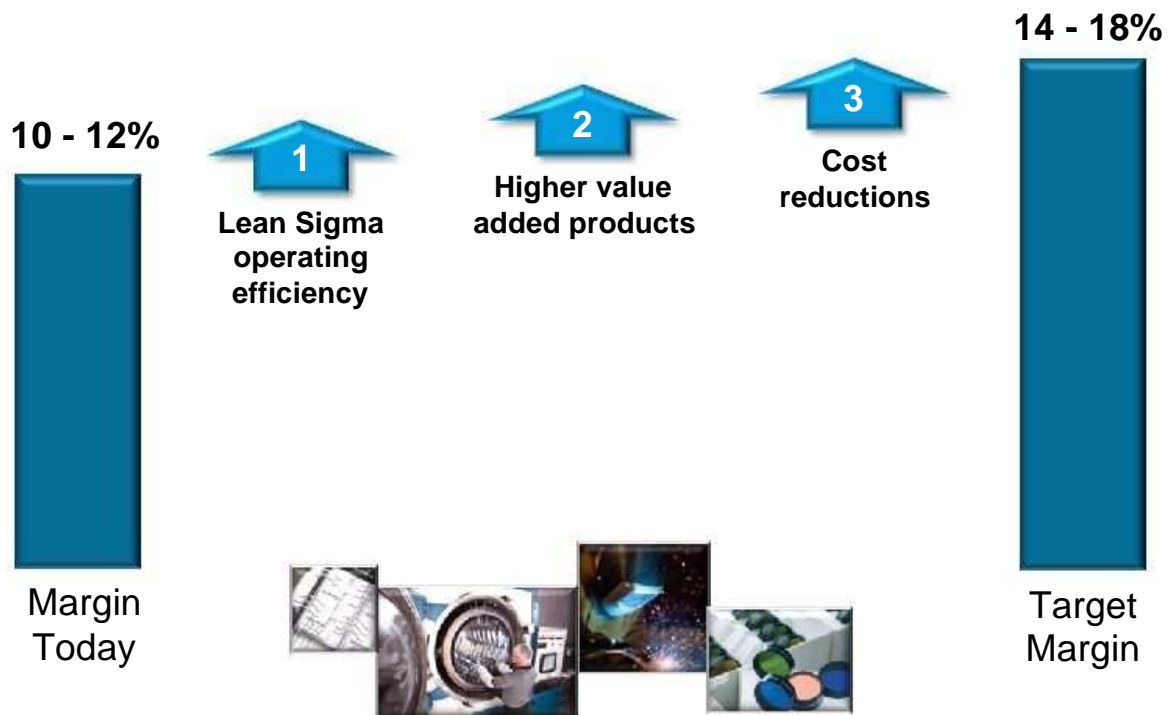 14 - 18%
10 - 12%
1
2
3
Lean Sigma
operating
efficiency
Higher value
added products
Cost
reductions
Margin
Today
Target
Margin